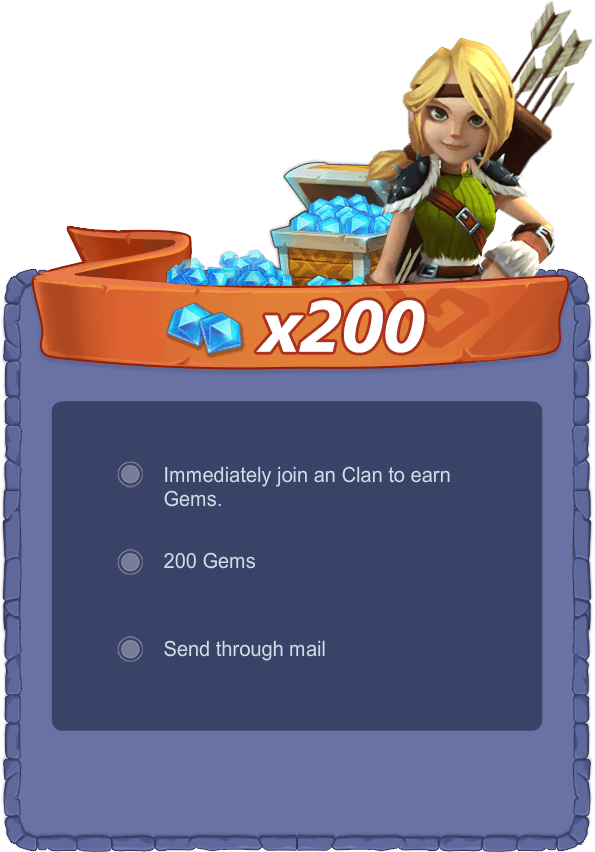 x200
Immediately join an Clan to earn
Gems.
200 Gems
Send through mail